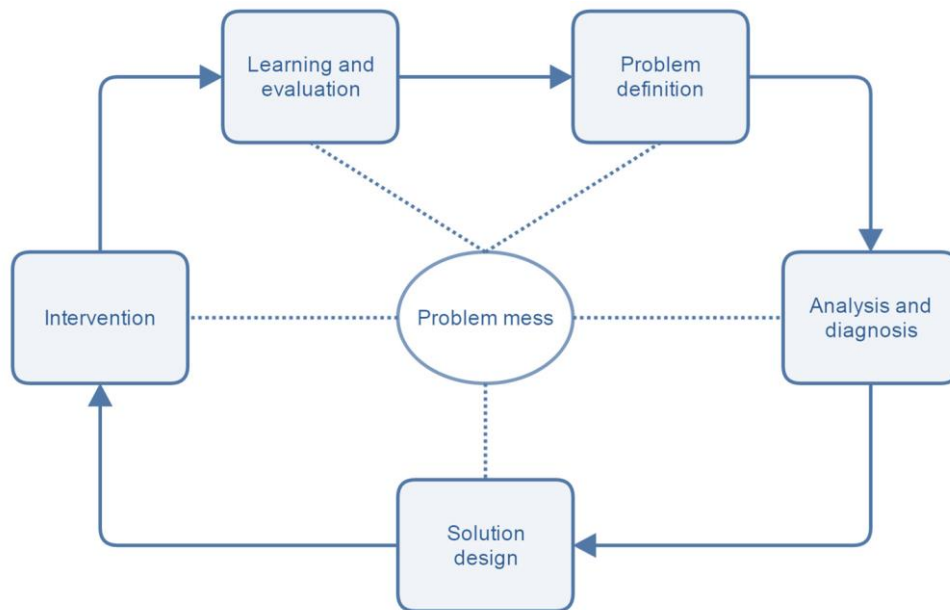 Learning and
evaluation
Problem
definition
Intervention
Problem mess
Analysis and
diagnosis
Solution
design